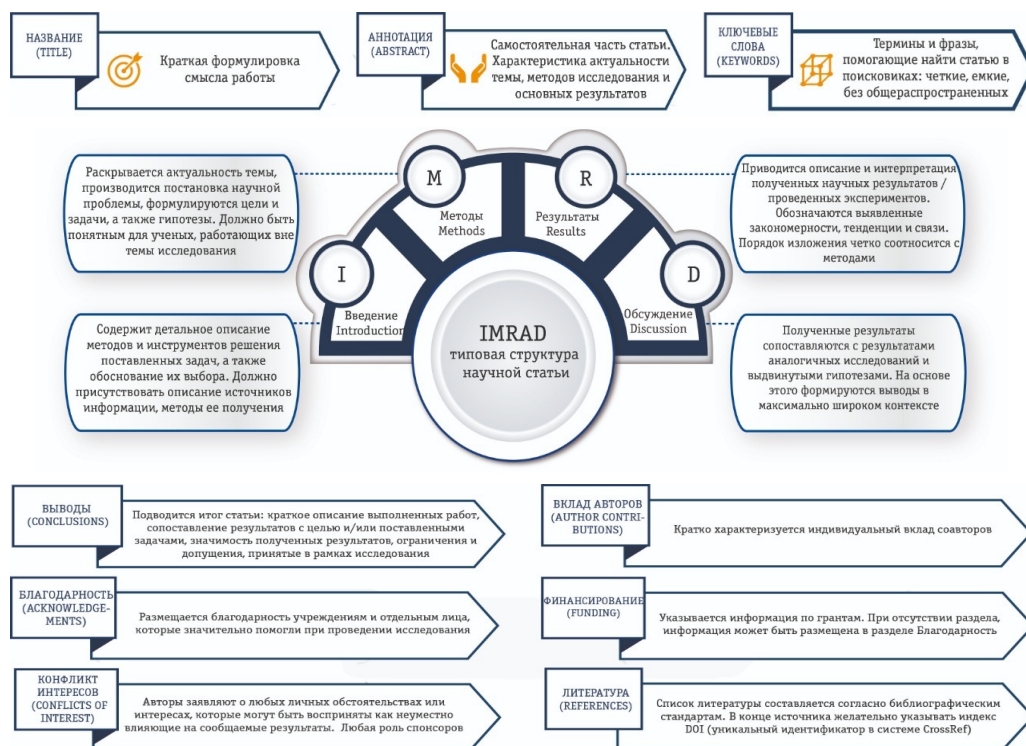 НАЗВАНИЕ
(TITLE)
Краткая формулировка
смысла работы
АННОТАЦИЯ
(ABSTRACT)
Самостоятельная часть статьи.
Характеристика актуальности
темы, методов исследования и
основных результатов
КЛЮЧЕВЫЕ
СЛОВА
(KEYWORDS)
Термины и фразы,
помогающие найти статью в
поисковиках: четкие, емкие,
без общераспространенных
Раскрывается актуальность темы,
производится постановка научной
проблемы, формулируются цели и
задачи, а также гипотезы. Должно быть
понятным для ученых, работающих вне
темы исследования
M
Методы
Methods
R
Результаты
Results
Приводится описание и интерпретация
полученных научных результатов /
проведенных экспериментов.
Обозначаются выявленные
закономерности, тенденции и связи.
Порядок изложения четко соотносится с
методами
I
Введение
Introduction
D
Обсуждение
Discussion
IMRAD
типовая структура
научной статьи
Содержит детальное описание
методов и инструментов решения
поставленных задач, а также
обоснование их выбора. Должно
присутствовать описание источников
информации, методы ее получения
Полученные результаты
сопоставляются с результатами
аналогичных исследований и
выдвинутыми гипотезами. На основе
этого формируются выводы в
максимально широком контексте
ВЫВОДЫ
(CONCLUSIONS)
Подводится итог статьи: краткое описание выполненных работ,
сопоставление результатов с целью и/или поставленными
задачами, значимость полученных результатов, ограничения и
допущения, принятые в рамках исследования
ВКЛАД АВТОРОВ
(AUTHOR CONTRI-
BUTIONS)
Кратко характеризуется индивидуальный вклад соавторов
БЛАГОДАРНОСТЬ
(ACKNOWLEDGE-
MENTS)
Размещается благодарность учреждениям и отдельным лица,
которые значительно помогли при проведении исследования
ФИНАНСИРОВАНИЕ
(FUNDING)
Указывается информация по грантам. При отсутствии раздела,
информация может быть размещена в разделе Благодарность
КОНФЛИКТ
ИНТЕРЕСОВ
(CONFLICTS OF
INTEREST)
Авторы заявляют о любых личных обстоятельствах или
интересах, которые могут быть восприняты как неуместно
влияющие на сообщаемые результаты. Любая роль спонсоров
ЛИТЕРАТУРА
(REFERENCES)
Список литературы составляется согласно библиографическим
стандартам. В конце источника желательно указывать индекс
DOI (уникальный идентификатор в системе CrossRef)